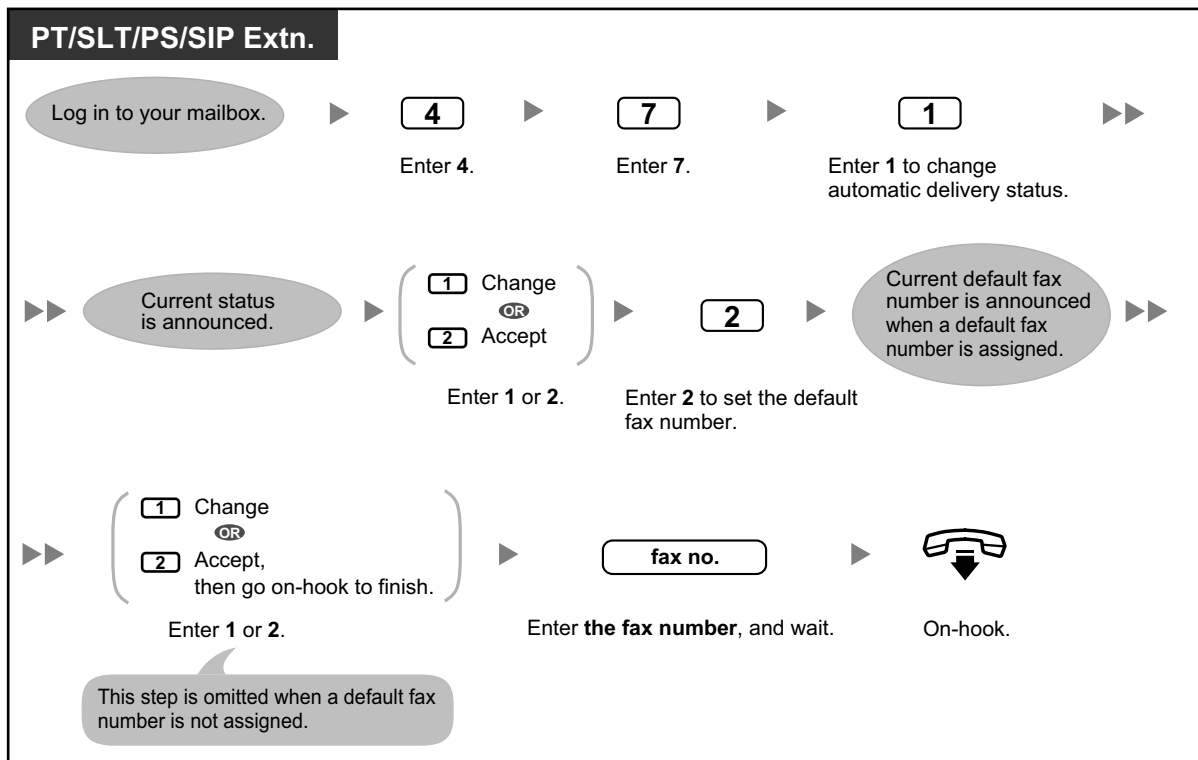 PT/SLT/PS/SIP Extn.
Log in to your mailbox.
4
Enter 4.
7
Enter 7.
1
Enter 1 to change
automatic delivery status.
Current status
is announced.
1 Change
OR
2 Accept
Enter 1 or 2.
2
Enter 2 to set the default
fax number.
Current default fax
number is announced
when a default fax
number is assigned.
1 Change
OR
2 Accept,
then go on-hook to finish.
Enter 1 or 2.
This step is omitted when a default fax
number is not assigned.
fax no.
Enter the fax number, and wait.
On-hook.